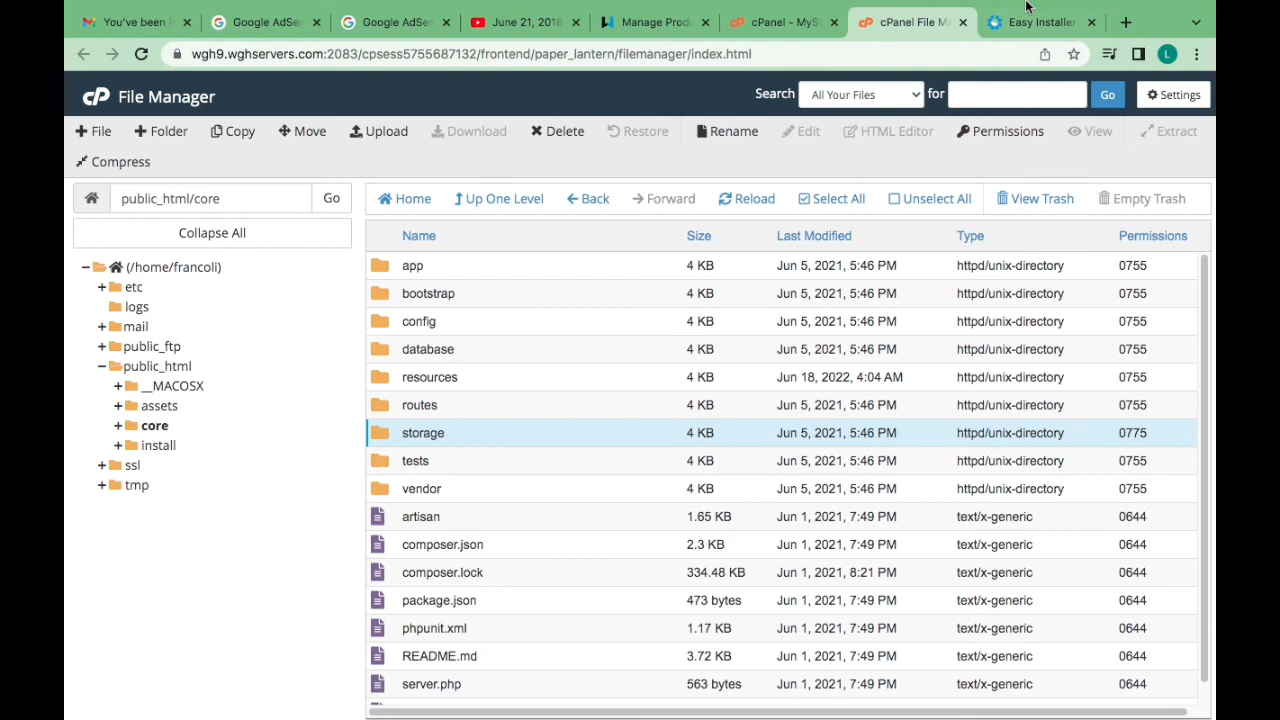 You've been i
Google AdSer
Google AdSen
June 21, 2018
Manage Produ
cPanel - MyS
cPanel File Ma
Easy Installer
wgh9.wghservers.com:2083/cpsess5755687132/frontend/paper_lantern/filemanager/index.html
L
cP File Manager
Search All Your Files for Go Settings
File Folder Copy Move Upload Download Delete Restore Rename Edit HTML Editor Permissions View Extract
Compress
public_html/core Go
Home Up One Level Back Forward Reload Select All Unselect All View Trash Empty Trash
Collapse All
(/home/francoli)
etc
logs
mail
public_ftp
public_html
__MACOSX
assets
core
install
ssl
tmp
Name Size Last Modified Type Permissions
app 4 KB Jun 5, 2021, 5:46 PM httpd/unix-directory 0755
bootstrap 4 KB Jun 5, 2021, 5:46 PM httpd/unix-directory 0755
config 4 KB Jun 5, 2021, 5:46 PM httpd/unix-directory 0755
database 4 KB Jun 5, 2021, 5:46 PM httpd/unix-directory 0755
resources 4 KB Jun 18, 2022, 4:04 AM httpd/unix-directory 0755
routes 4 KB Jun 5, 2021, 5:46 PM httpd/unix-directory 0755
storage 4 KB Jun 5, 2021, 5:46 PM httpd/unix-directory 0775
tests 4 KB Jun 5, 2021, 5:46 PM httpd/unix-directory 0755
vendor 4 KB Jun 5, 2021, 5:46 PM httpd/unix-directory 0755
artisan 1.65 KB Jun 1, 2021, 7:49 PM text/x-generic 0644
composer.json 2.3 KB Jun 1, 2021, 7:49 PM text/x-generic 0644
composer.lock 334.48 KB Jun 1, 2021, 8:21 PM text/x-generic 0644
package.json 473 bytes Jun 1, 2021, 7:49 PM text/x-generic 0644
phpunit.xml 1.17 KB Jun 1, 2021, 7:49 PM text/x-generic 0644
README.md 3.72 KB Jun 1, 2021, 7:49 PM text/x-generic 0644
server.php 563 bytes Jun 1, 2021, 7:49 PM text/x-generic 0644